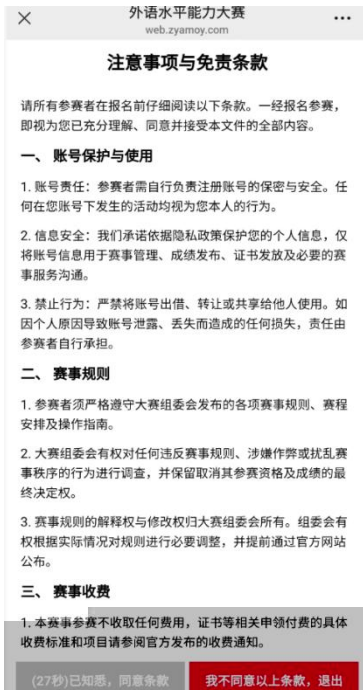 外语水平能力大赛
web.zyamoy.com
注意事项与免责条款
请所有参赛者在报名前仔细阅读以下条款。一经报名参赛，
即视为您已充分理解、同意并接受本文件的全部内容。
一、 账号保护与使用
1. 账号责任：参赛者需自行负责注册账号的保密与安全。任
何在您账号下发生的活动均视为您本人的行为。
2. 信息安全：我们承诺依据隐私政策保护您的个人信息，仅
将账号信息用于赛事管理、成绩发布、证书发放及必要的赛
事服务沟通。
3. 禁止行为：严禁将账号出借、转让或共享给他人使用。如
因个人原因导致账号泄露、丢失而造成的任何损失，责任由
参赛者自行承担。
二、 赛事规则
1. 参赛者须严格遵守大赛组委会发布的各项赛事规则、赛程
安排及操作指南。
2. 大赛组委会有权对任何违反赛事规则、涉嫌作弊或扰乱赛
事秩序的行为进行调查，并保留取消其参赛资格及成绩的最
终决定权。
3. 赛事规则的解释权与修改权归大赛组委会所有。组委会有
权根据实际情况对规则进行必要调整，并提前通过官方网站
公布。
三、 赛事收费
1. 本赛事参赛不收取任何费用，证书等相关申领付费的具体
收费标准和项目请参阅官方发布的收费通知。
(27秒)已知悉，同意条款
我不同意以上条款，退出